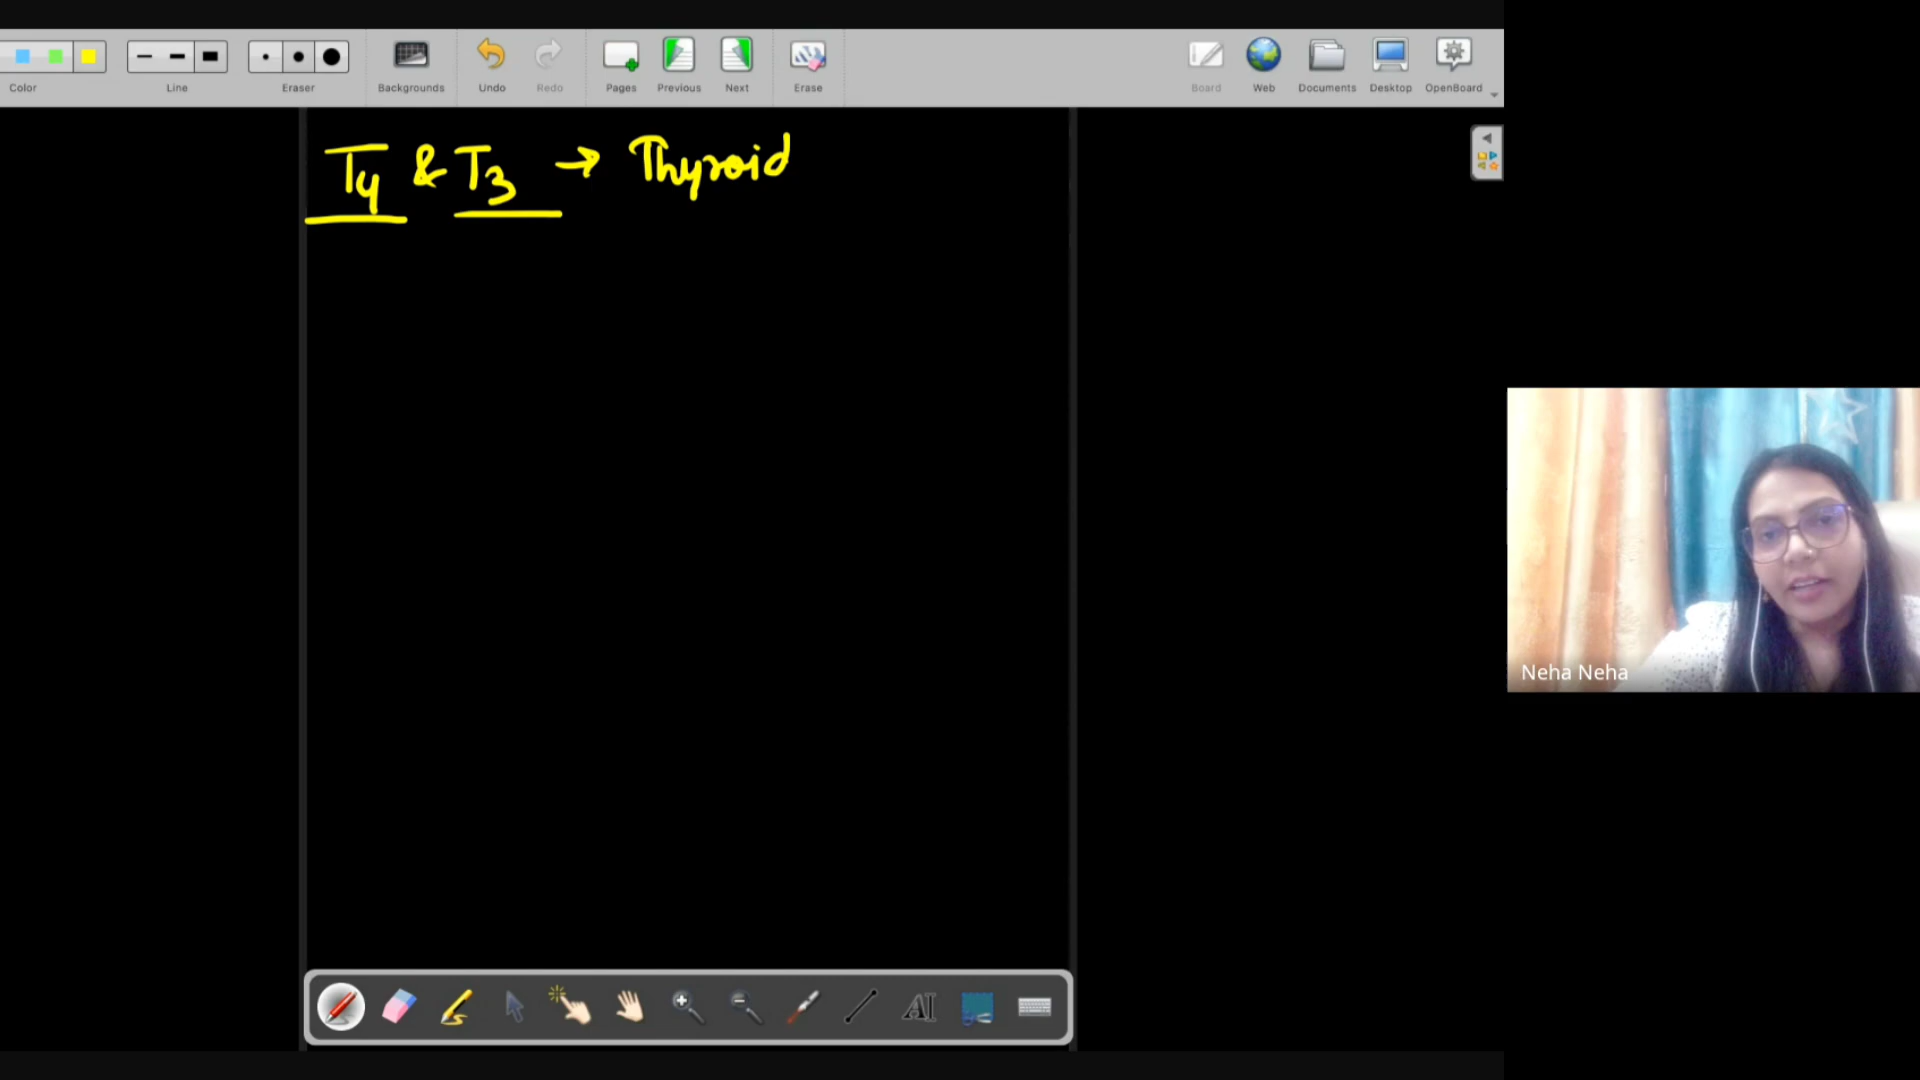 Color
Line
Eraser
Backgrounds
Undo
Redo
Pages
Previous
Next
Erase
Board
Web
Documents
Desktop
OpenBoard
T4 & T3 → Thyroid
Neha Neha
AI